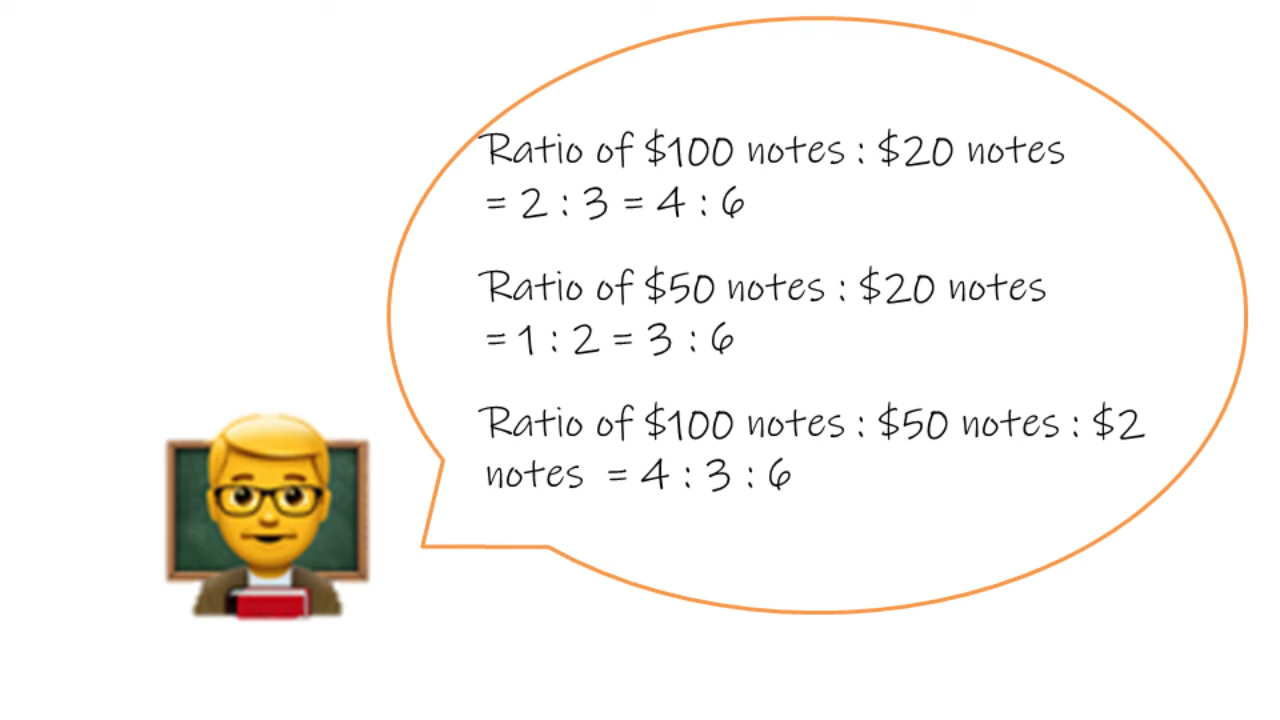 Ratio of $100 notes : $20 notes
= 2 : 3 = 4 : 6
Ratio of $50 notes : $20 notes
= 1 : 2 = 3 : 6
Ratio of $100 notes : $50 notes : $2
notes = 4 : 3 : 6